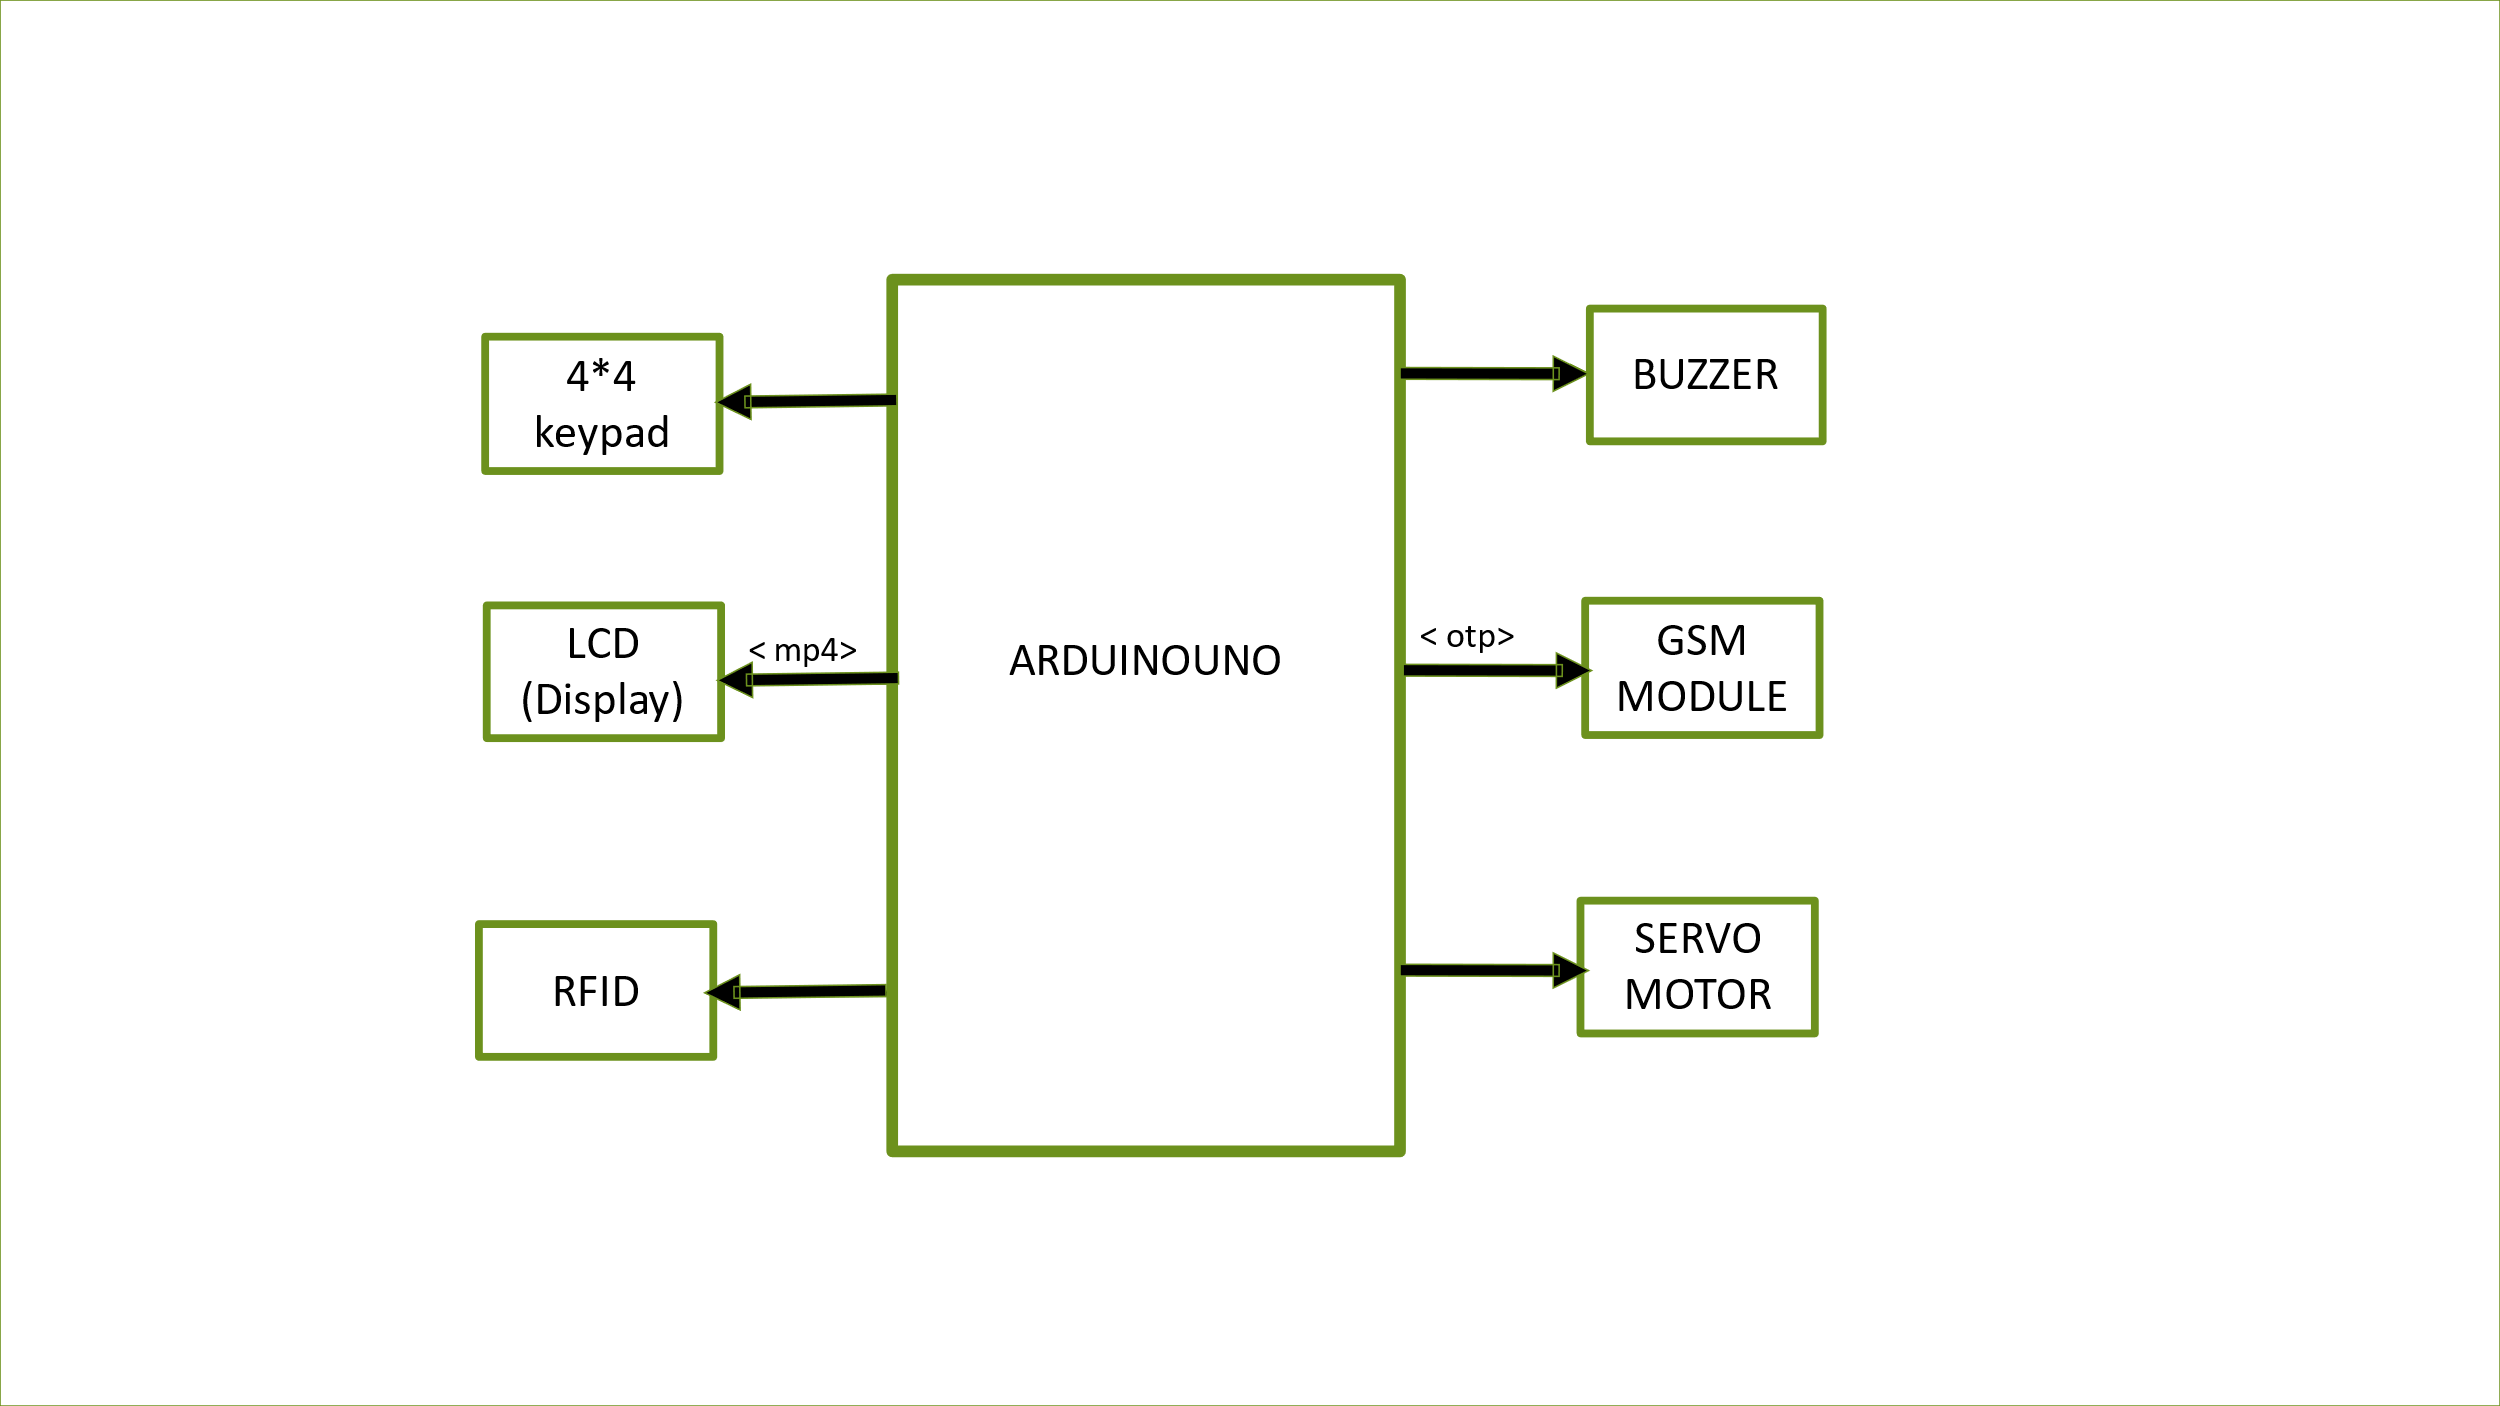 4*4
keypad
LCD
(Display)
RFID
< mp4>
ARDUINOUNO
< otp>
BUZZER
GSM
MODULE
SERVO
MOTOR